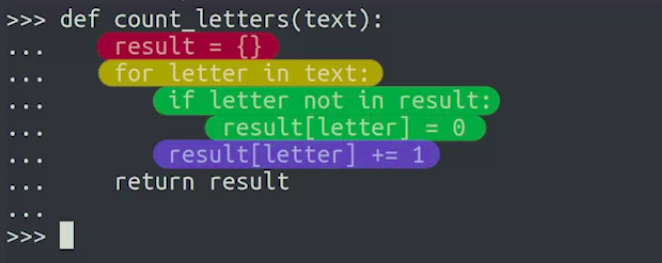 >>> def count_letters(text):
...     result = {}
...     for letter in text:
...         if letter not in result:
...             result[letter] = 0
...         result[letter] += 1
...     return result
...
>>>